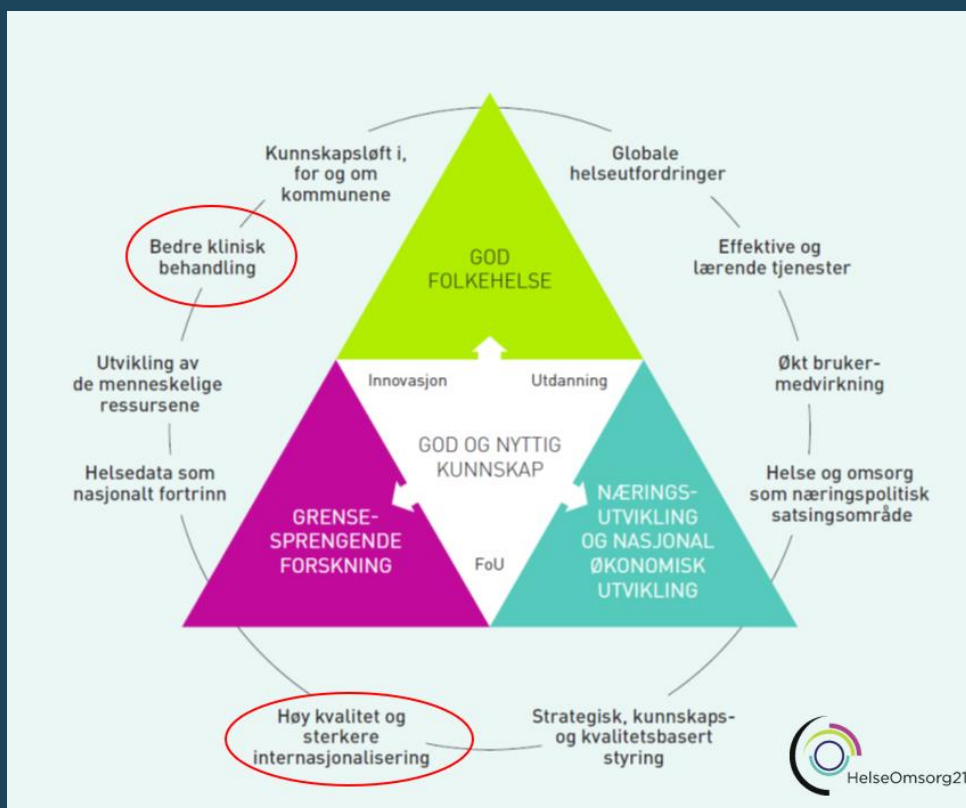 Kunnskapsløft i,
for og om
kommunene
Globale
helseutfordringer
Bedre klinisk
behandling
GOD
FOLKEHELSE
Effektive og
lærende tjenester
Utvikling av
de menneskelige
ressursene
Innovasjon
Utdanning
Økt bruker-
medvirkning
GOD OG NYTTIG
KUNNSKAP
Helsedata som
nasjonalt fortrinn
GRENSE-
SPRENGENDE
FORSKNING
FoU
NÆRINGS-
UTVIKLING
OG NASJONAL
ØKONOMISK
UTVIKLING
Helse og omsorg
som næringspolitisk
satsingsområde
Høy kvalitet og
sterkere
internasjonalisering
Strategisk, kunnskaps-
og kvalitetsbasert
styring
HelseOmsorg21